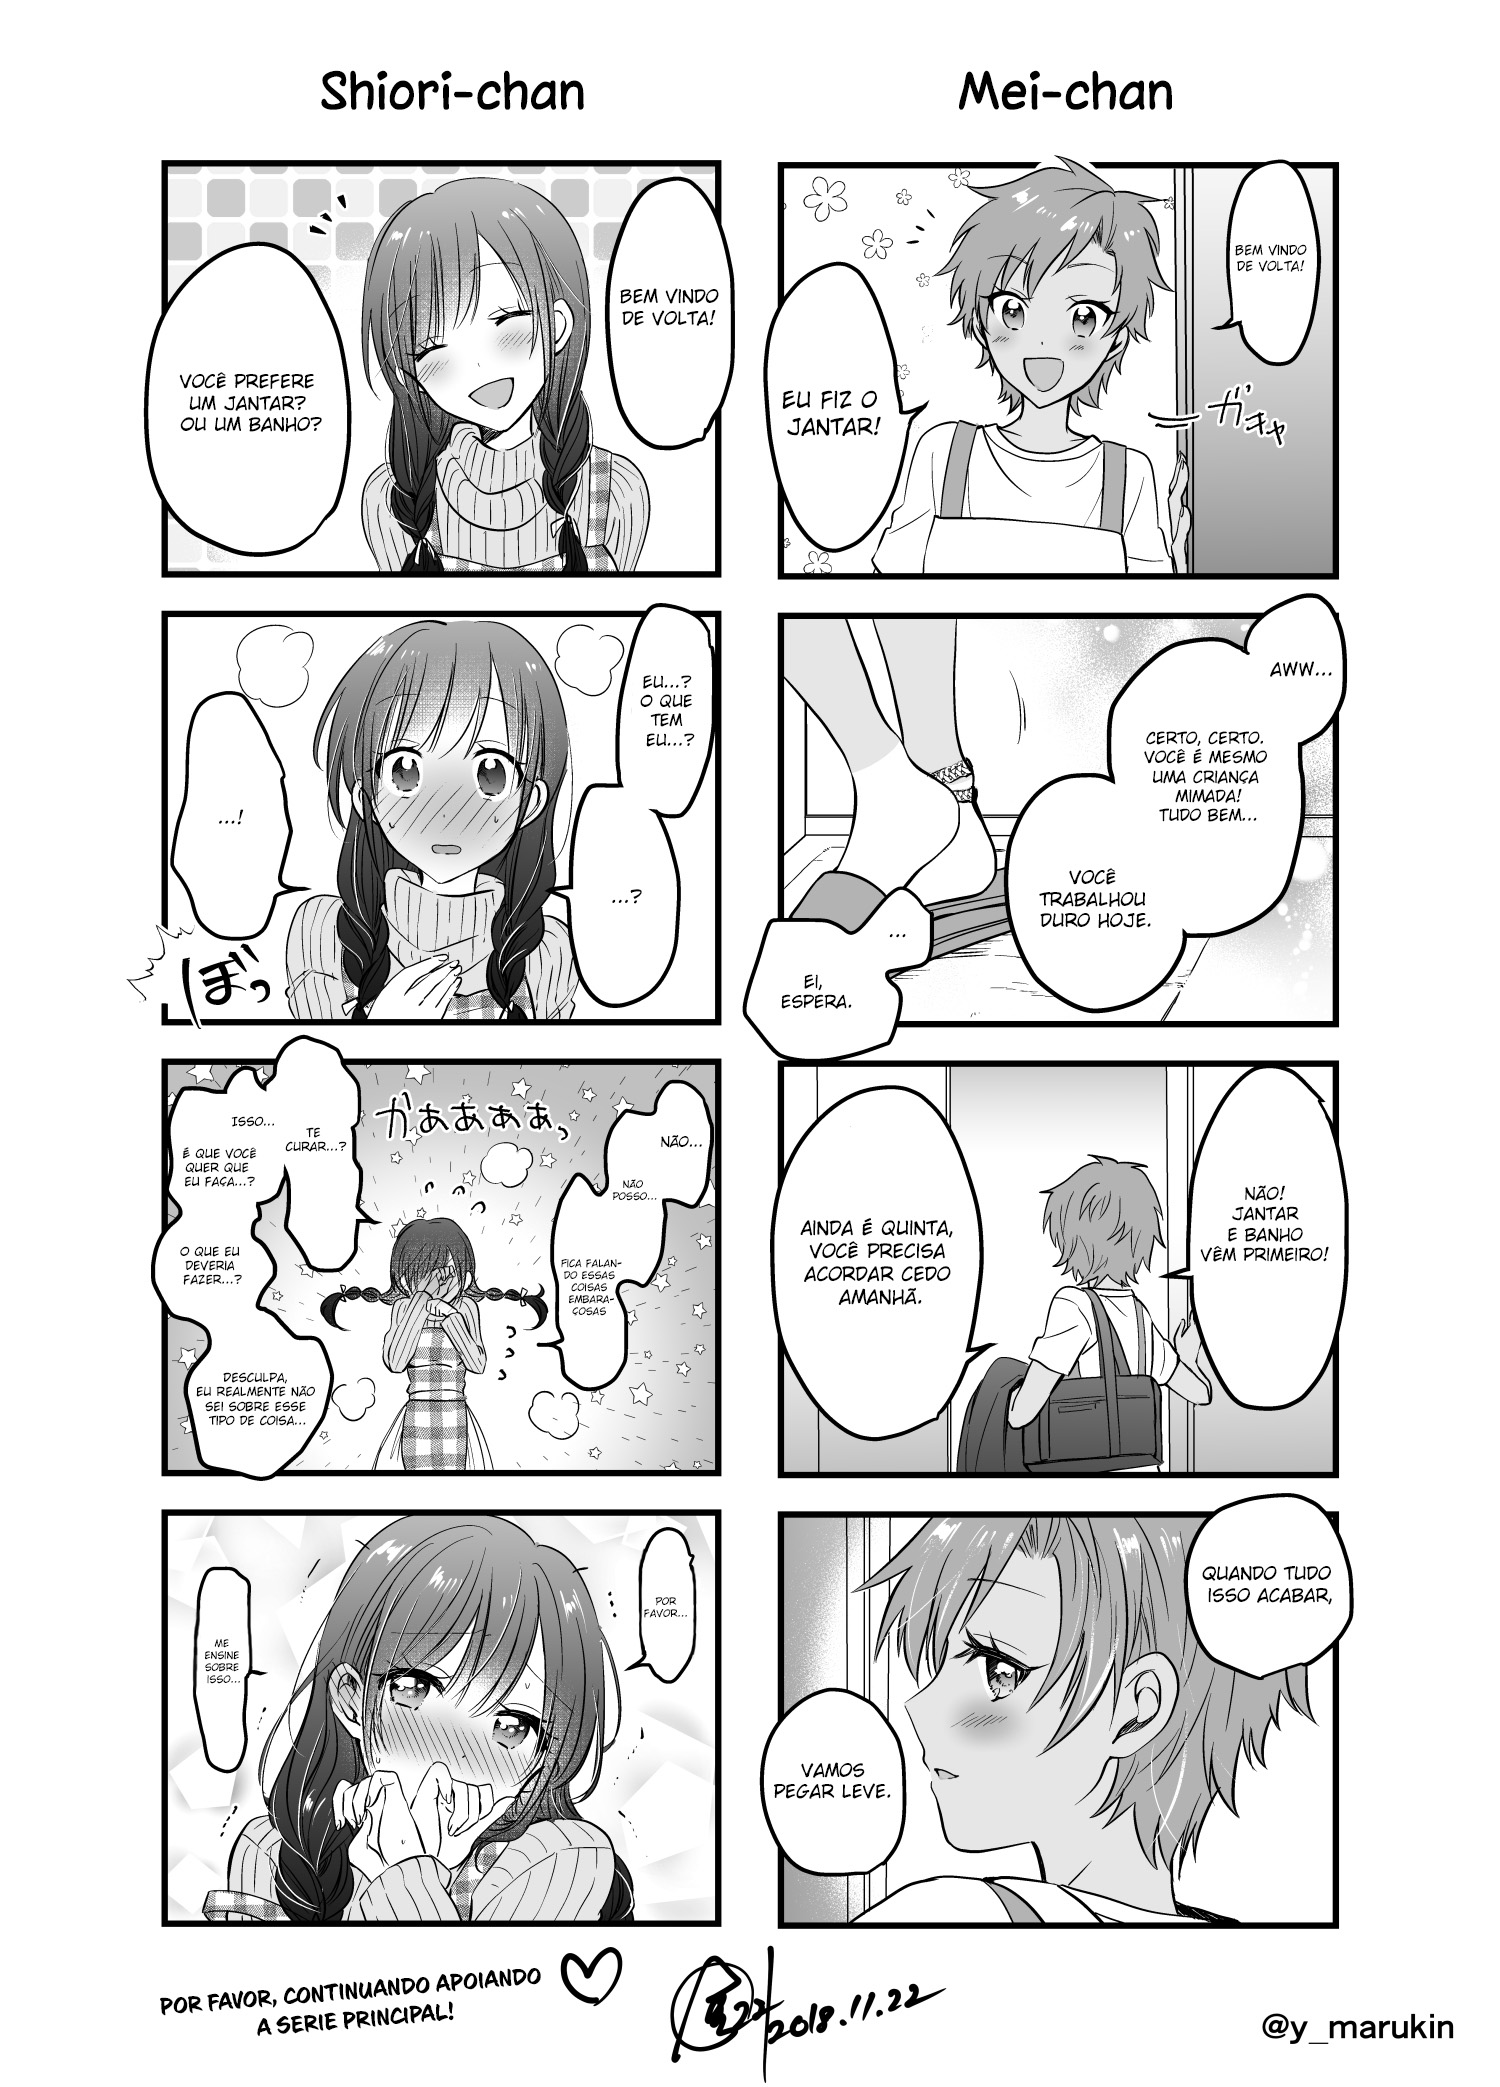 Mei-chan
BEM VINDO
DE VOLTA!
EU FIZ O
JANTAR!
ガチャ
AWW...
CERTO, CERTO.
VOCÊ É MESMO
UMA CRIANÇA
MIMADA!
TUDO BEM...
VOCÊ
TRABALHOU
DURO HOJE.
...
EI,
ESPERA.
NÃO!
JANTAR
E BANHO
VÊM PRIMEIRO!
AINDA É QUINTA,
VOCÊ PRECISA
ACORDAR CEDO
AMANHÃ.
QUANDO TUDO
ISSO ACABAR,
VAMOS
PEGAR LEVE.
Shiori-chan
BEM VINDO
DE VOLTA!
VOCÊ PREFERE
UM JANTAR?
OU UM BANHO?
EU...?
O QUE
TEM
EU...?
...?
...!
ぼっ
NÃO...
NÃO
POSSO...
FICA FALAN-
DO ESSAS
COISAS
EMBARA-
ÇOSAS
かぁぁぁぁっ
TE
CURAR...?
ISSO...
É QUE VOCÊ
QUER QUE
EU FAÇA...?
O QUE EU
DEVERIA
FAZER...?
DESCULPA,
EU REALMENTE NÃO
SEI SOBRE ESSE
TIPO DE COISA...
POR
FAVOR...
ME
ENSINE
SOBRE
ISSO...
POR FAVOR, CONTINUANDO APOIANDO
A SERIE PRINCIPAL!
2018.11.22
@y_marukin